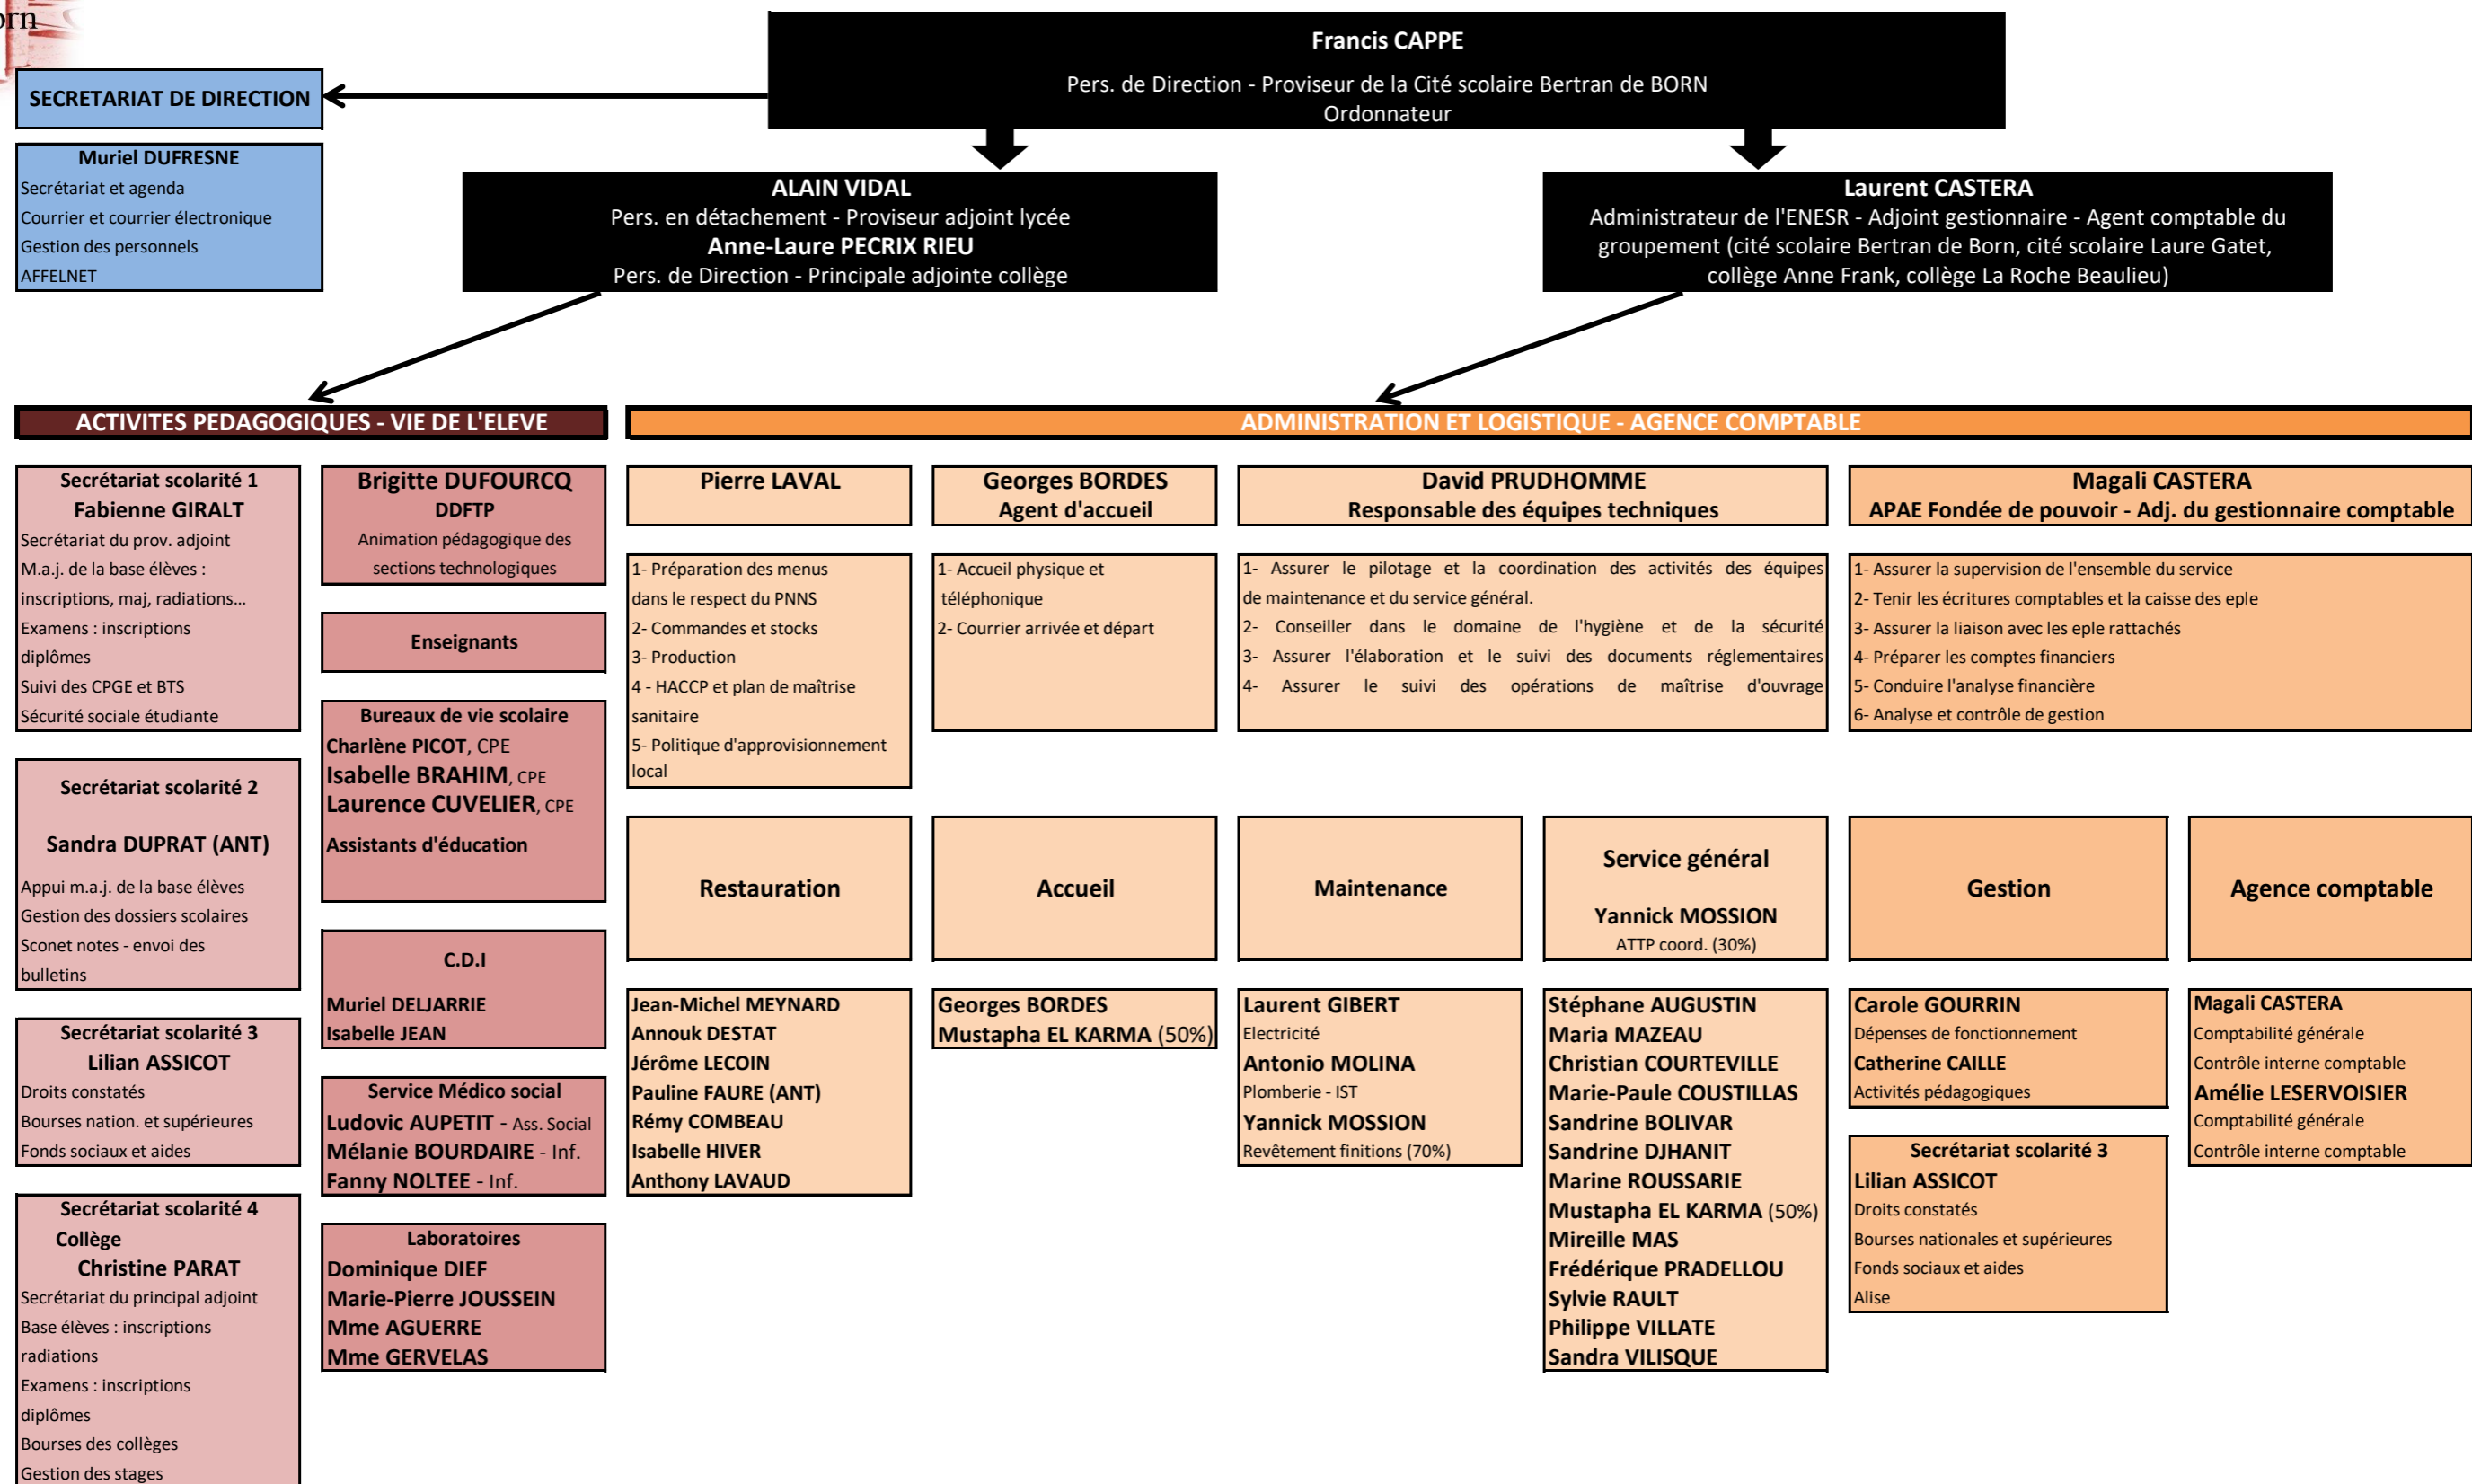 orn
Francis CAPPE
Pers. de Direction - Proviseur de la Cité scolaire Bertran de BORN
Ordonnateur
SECRETARIAT DE DIRECTION
Muriel DUFRESNE
Secrétariat et agenda
Courrier et courrier électronique
Gestion des personnels
AFFELNET
ALAIN VIDAL
Pers. en détachement - Proviseur adjoint lycée
Anne-Laure PECRIX RIEU
Pers. de Direction - Principale adjointe collège
Laurent CASTERA
Administrateur de l'ENESR - Adjoint gestionnaire - Agent comptable du
groupement (cité scolaire Bertran de Born, cité scolaire Laure Gatet,
collège Anne Frank, collège La Roche Beaulieu)
ACTIVITES PEDAGOGIQUES - VIE DE L'ELEVE
ADMINISTRATION ET LOGISTIQUE - AGENCE COMPTABLE
Secrétariat scolarité 1
Fabienne GIRALT
Secrétariat du prov. adjoint
M.a.j. de la base élèves :
inscriptions, maj, radiations...
Examens : inscriptions
diplômes
Suivi des CPGE et BTS
Sécurité sociale étudiante
Secrétariat scolarité 2
Sandra DUPRAT (ANT)
Appui m.a.j. de la base élèves
Gestion des dossiers scolaires
Sconet notes - envoi des
bulletins
Secrétariat scolarité 3
Lilian ASSICOT
Droits constatés
Bourses nation. et supérieures
Fonds sociaux et aides
Secrétariat scolarité 4
Collège
Christine PARAT
Secrétariat du principal adjoint
Base élèves : inscriptions
radiations
Examens : inscriptions
diplômes
Bourses des collèges
Gestion des stages
Brigitte DUFOURCQ
DDFTP
Animation pédagogique des
sections technologiques
Enseignants
Bureaux de vie scolaire
Charlène PICOT, CPE
Isabelle BRAHIM, CPE
Laurence CUVELIER, CPE
Assistants d'éducation
C.D.I
Muriel DELJARRIE
Isabelle JEAN
Service Médico social
Ludovic AUPETIT - Ass. Social
Mélanie BOURDAIRE - Inf.
Fanny NOLTEE - Inf.
Laboratoires
Dominique DIEF
Marie-Pierre JOUSSEIN
Mme AGUERRE
Mme GERVELAS
Pierre LAVAL
1- Préparation des menus
dans le respect du PNNS
2- Commandes et stocks
3- Production
4 - HACCP et plan de maîtrise
sanitaire
5- Politique d'approvisionnement
local
Restauration
Jean-Michel MEYNARD
Annouk DESTAT
Jérôme LECOIN
Pauline FAURE (ANT)
Rémy COMBEAU
Isabelle HIVER
Anthony LAVAUD
Georges BORDES
Agent d'accueil
1- Accueil physique et
téléphonique
2- Courrier arrivée et départ
Accueil
Georges BORDES
Mustapha EL KARMA (50%)
David PRUDHOMME
Responsable des équipes techniques
1- Assurer le pilotage et la coordination des activités des équipes
de maintenance et du service général.
2- Conseiller dans le domaine de l'hygiène et de la sécurité
3- Assurer l'élaboration et le suivi des documents réglementaires
4- Assurer le suivi des opérations de maîtrise d'ouvrage
Maintenance
Laurent GIBERT
Electricité
Antonio MOLINA
Plomberie - IST
Yannick MOSSION
Revêtement finitions (70%)
Service général
Yannick MOSSION
ATTP coord. (30%)
Stéphane AUGUSTIN
Maria MAZEAU
Christian COURTEVILLE
Marie-Paule COUSTILLAS
Sandrine BOLIVAR
Sandrine DJHANIT
Marine ROUSSARIE
Mustapha EL KARMA (50%)
Mireille MAS
Frédérique PRADELLOU
Sylvie RAULT
Philippe VILLATE
Sandra VILISQUE
Magali CASTERA
APAE Fondée de pouvoir - Adj. du gestionnaire comptable
1- Assurer la supervision de l'ensemble du service
2- Tenir les écritures comptables et la caisse des eple
3- Assurer la liaison avec les eple rattachés
4- Préparer les comptes financiers
5- Conduire l'analyse financière
6- Analyse et contrôle de gestion
Gestion
Carole GOURRIN
Dépenses de fonctionnement
Catherine CAILLE
Activités pédagogiques
Secrétariat scolarité 3
Lilian ASSICOT
Droits constatés
Bourses nationales et supérieures
Fonds sociaux et aides
Alise
Agence comptable
Magali CASTERA
Comptabilité générale
Contrôle interne comptable
Amélie LESERVOISIER
Comptabilité générale
Contrôle interne comptable